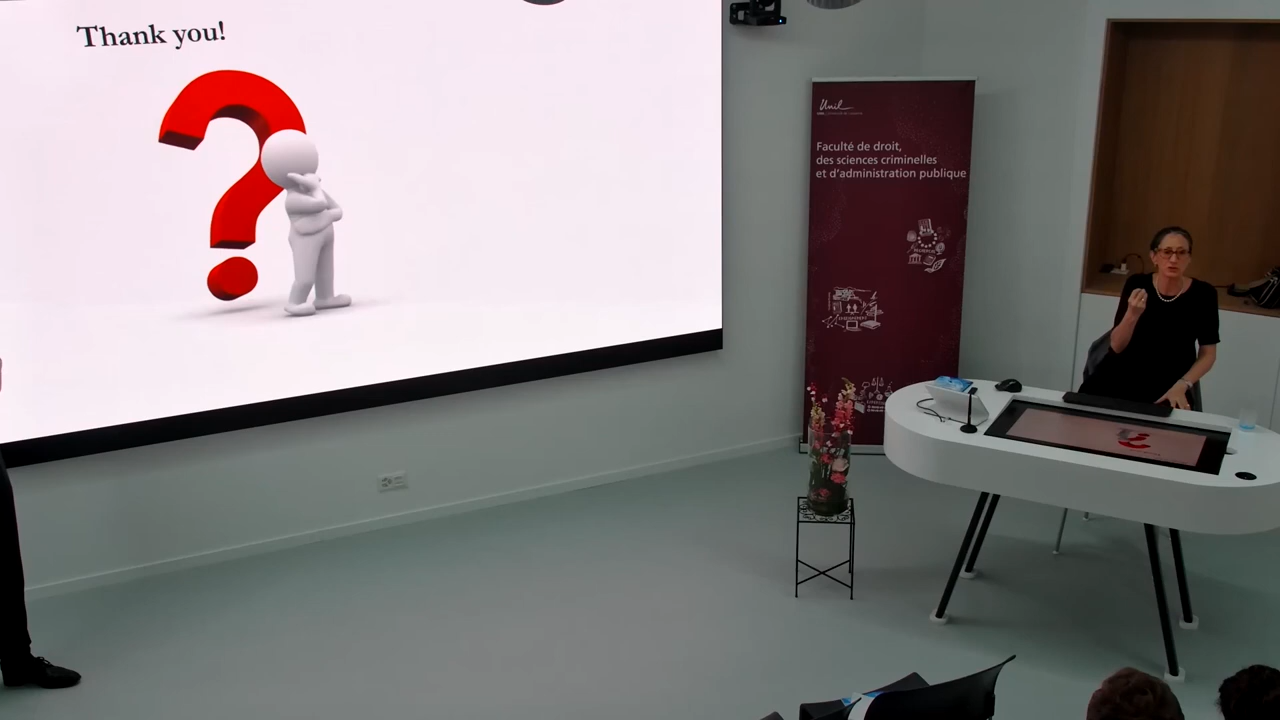 Thank you!
Unil
Faculté de droit,
des sciences criminelles
et d'administration publique